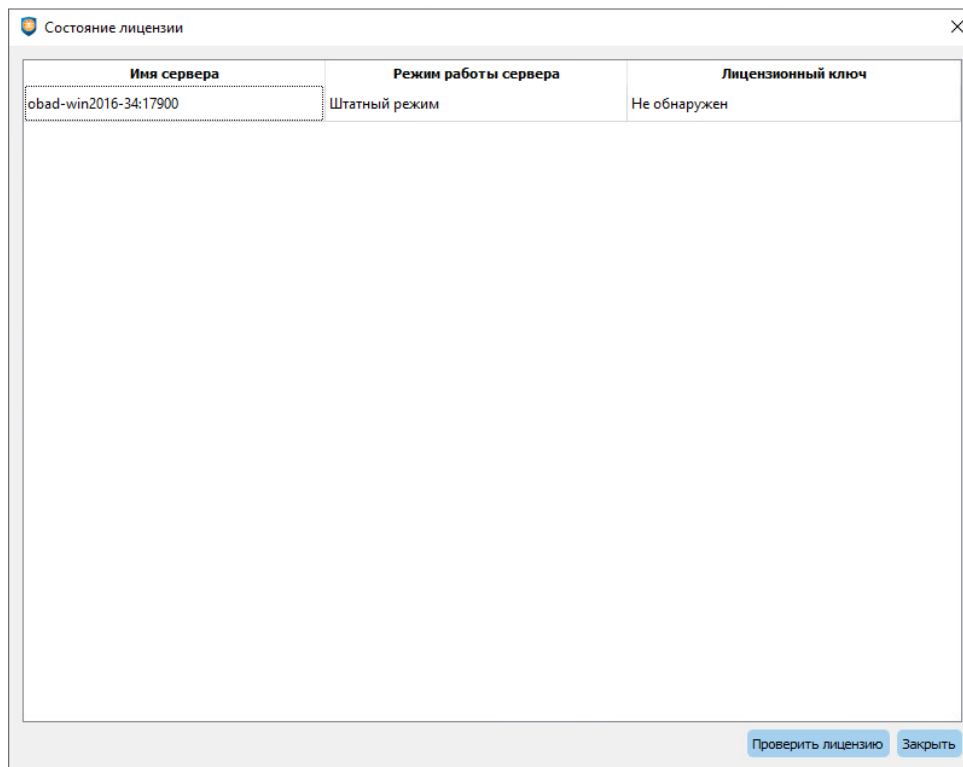 Состояние лицензии
Имя сервера Режим работы сервера Лицензионный ключ
obad-win2016-34:17900 Штатный режим Не обнаружен
Проверить лицензию Закрыть